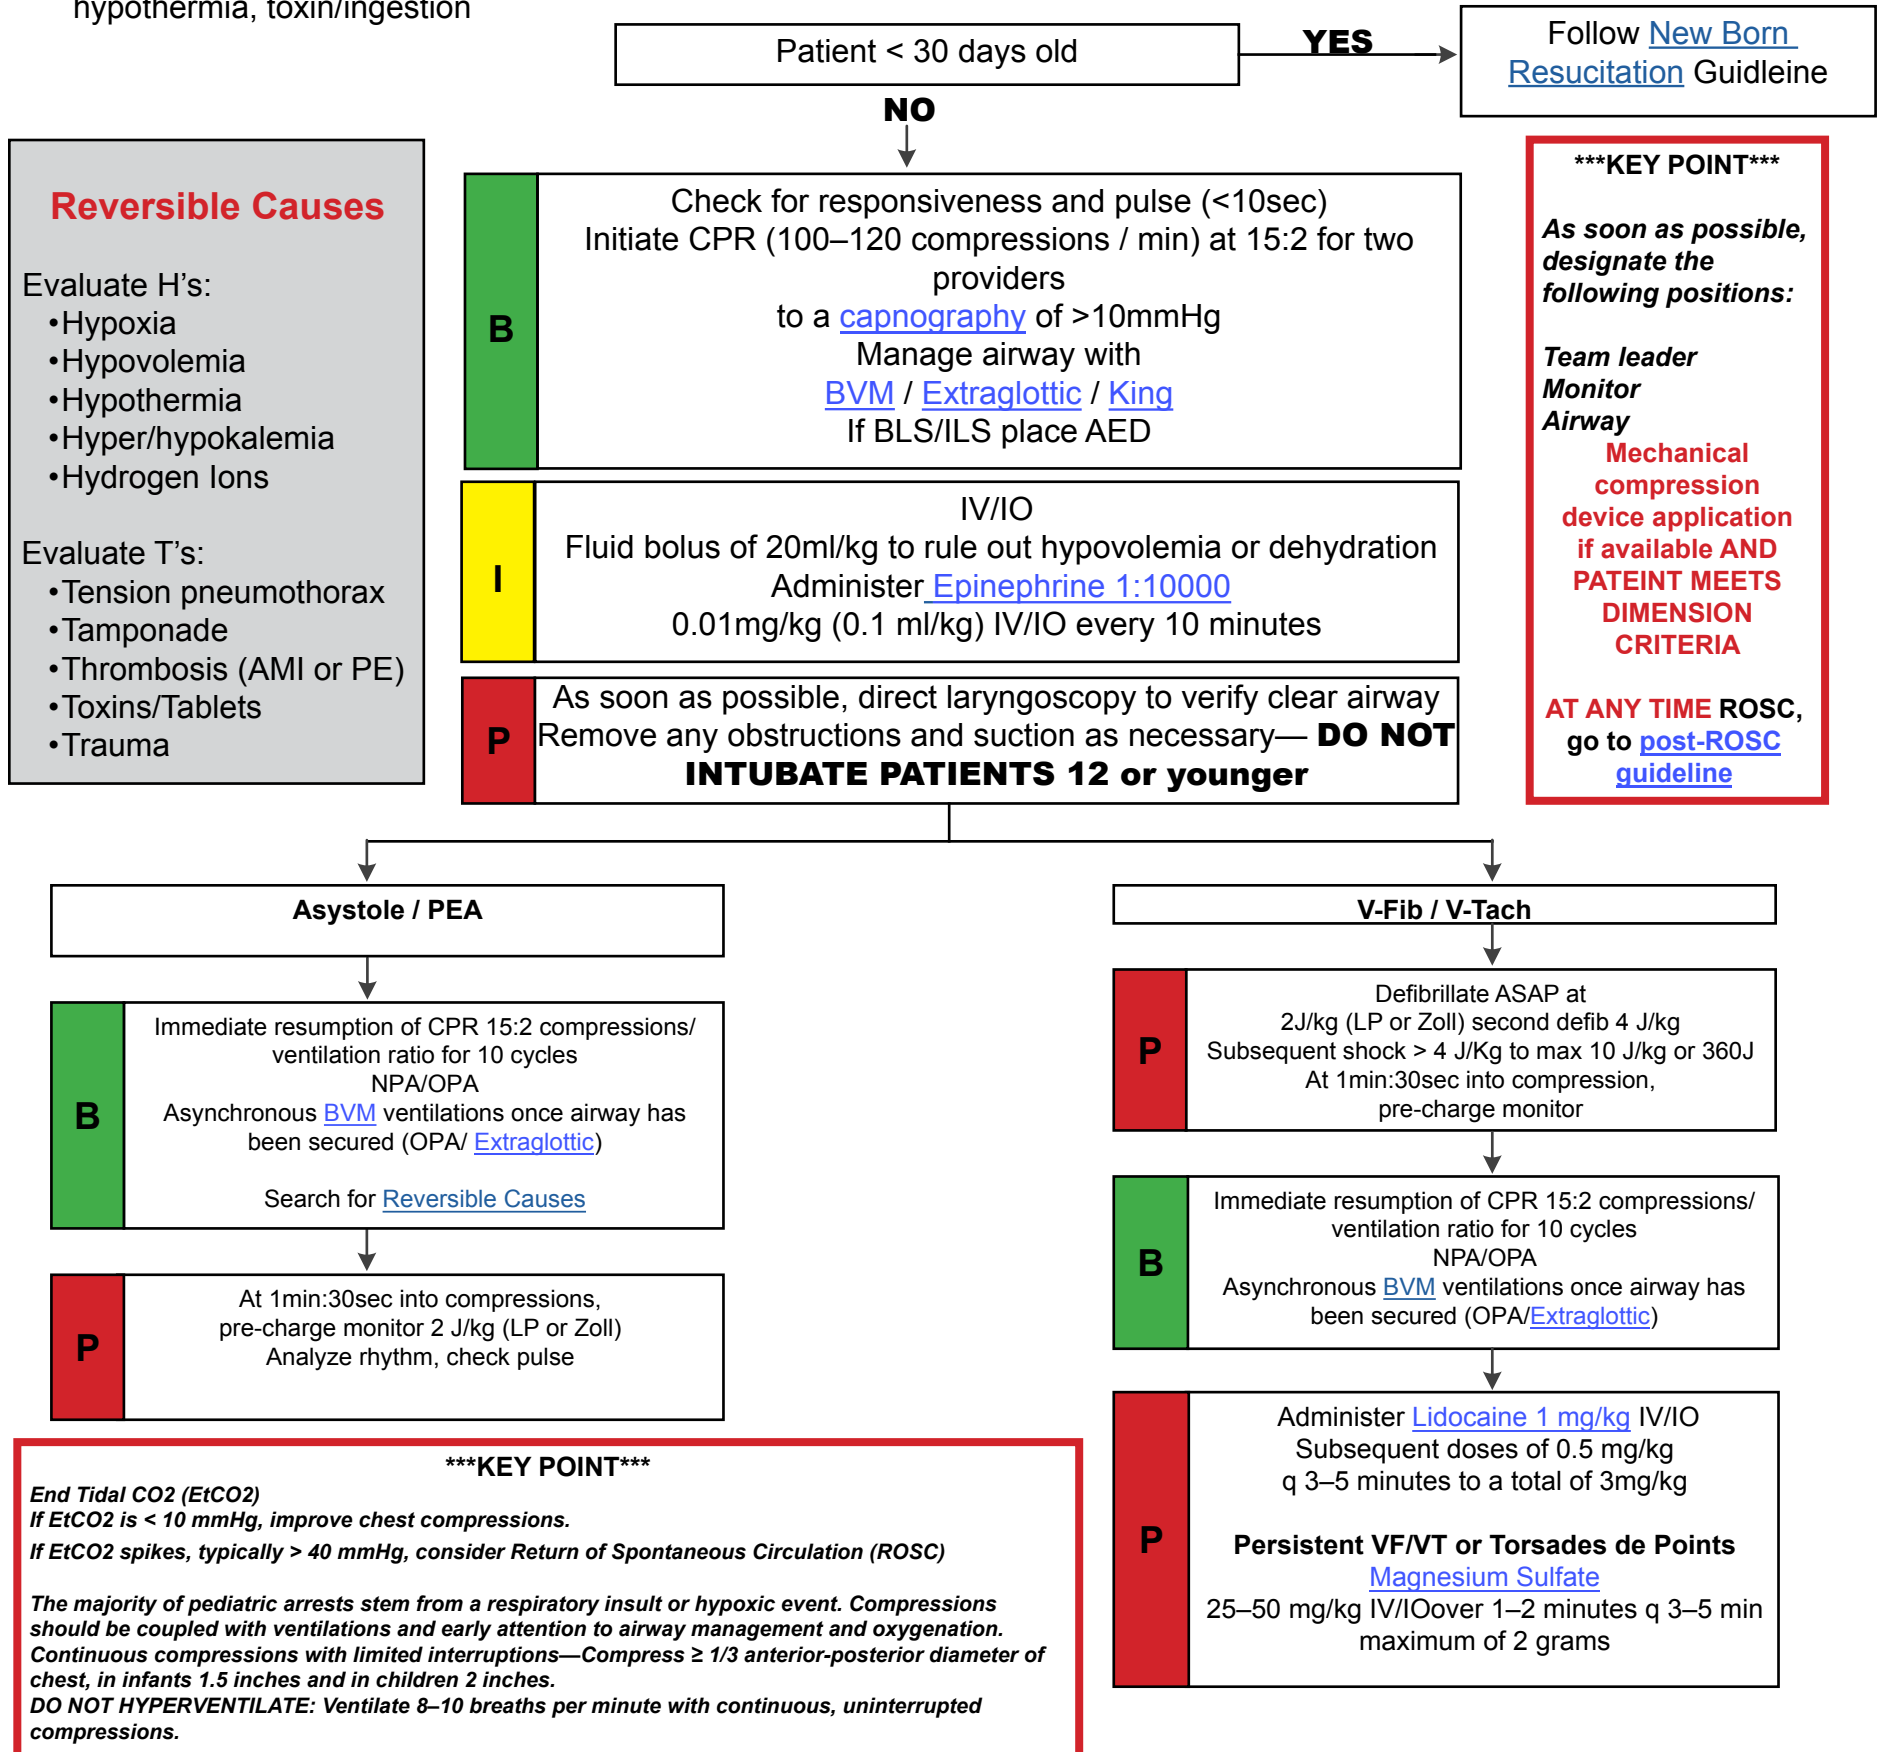 hypothermia, toxin/ingestion
Patient < 30 days old
YES
Follow New Born
Resucitation Guidleine
NO
Reversible Causes
Evaluate H's:
•Hypoxia
•Hypovolemia
•Hypothermia
•Hyper/hypokalemia
•Hydrogen Ions
Evaluate T's:
•Tension pneumothorax
•Tamponade
•Thrombosis (AMI or PE)
•Toxins/Tablets
•Trauma
B
Check for responsiveness and pulse (<10sec)
Initiate CPR (100–120 compressions / min) at 15:2 for two
providers
to a capnography of >10mmHg
Manage airway with
BVM / Extraglottic / King
If BLS/ILS place AED
I
IV/IO
Fluid bolus of 20ml/kg to rule out hypovolemia or dehydration
Administer Epinephrine 1:10000
0.01mg/kg (0.1 ml/kg) IV/IO every 10 minutes
P
As soon as possible, direct laryngoscopy to verify clear airway
Remove any obstructions and suction as necessary— DO NOT
INTUBATE PATIENTS 12 or younger
***KEY POINT***
As soon as possible,
designate the
following positions:
Team leader
Monitor
Airway
Mechanical
compression
device application
if available AND
PATEINT MEETS
DIMENSION
CRITERIA
AT ANY TIME ROSC,
go to post-ROSC
guideline
Asystole / PEA
B
Immediate resumption of CPR 15:2 compressions/
ventilation ratio for 10 cycles
NPA/OPA
Asynchronous BVM ventilations once airway has
been secured (OPA/ Extraglottic)
Search for Reversible Causes
P
At 1min:30sec into compressions,
pre-charge monitor 2 J/kg (LP or Zoll)
Analyze rhythm, check pulse
V-Fib / V-Tach
P
Defibrillate ASAP at
2J/kg (LP or Zoll) second defib 4 J/kg
Subsequent shock > 4 J/Kg to max 10 J/kg or 360J
At 1min:30sec into compression,
pre-charge monitor
B
Immediate resumption of CPR 15:2 compressions/
ventilation ratio for 10 cycles
NPA/OPA
Asynchronous BVM ventilations once airway has
been secured (OPA/Extraglottic)
P
Administer Lidocaine 1 mg/kg IV/IO
Subsequent doses of 0.5 mg/kg
q 3–5 minutes to a total of 3mg/kg
Persistent VF/VT or Torsades de Points
Magnesium Sulfate
25–50 mg/kg IV/IOover 1–2 minutes q 3–5 min
maximum of 2 grams
***KEY POINT***
End Tidal CO2 (EtCO2)
If EtCO2 is < 10 mmHg, improve chest compressions.
If EtCO2 spikes, typically > 40 mmHg, consider Return of Spontaneous Circulation (ROSC)
The majority of pediatric arrests stem from a respiratory insult or hypoxic event. Compressions
should be coupled with ventilations and early attention to airway management and oxygenation.
Continuous compressions with limited interruptions—Compress ≥ 1/3 anterior-posterior diameter of
chest, in infants 1.5 inches and in children 2 inches.
DO NOT HYPERVENTILATE: Ventilate 8–10 breaths per minute with continuous, uninterrupted
compressions.